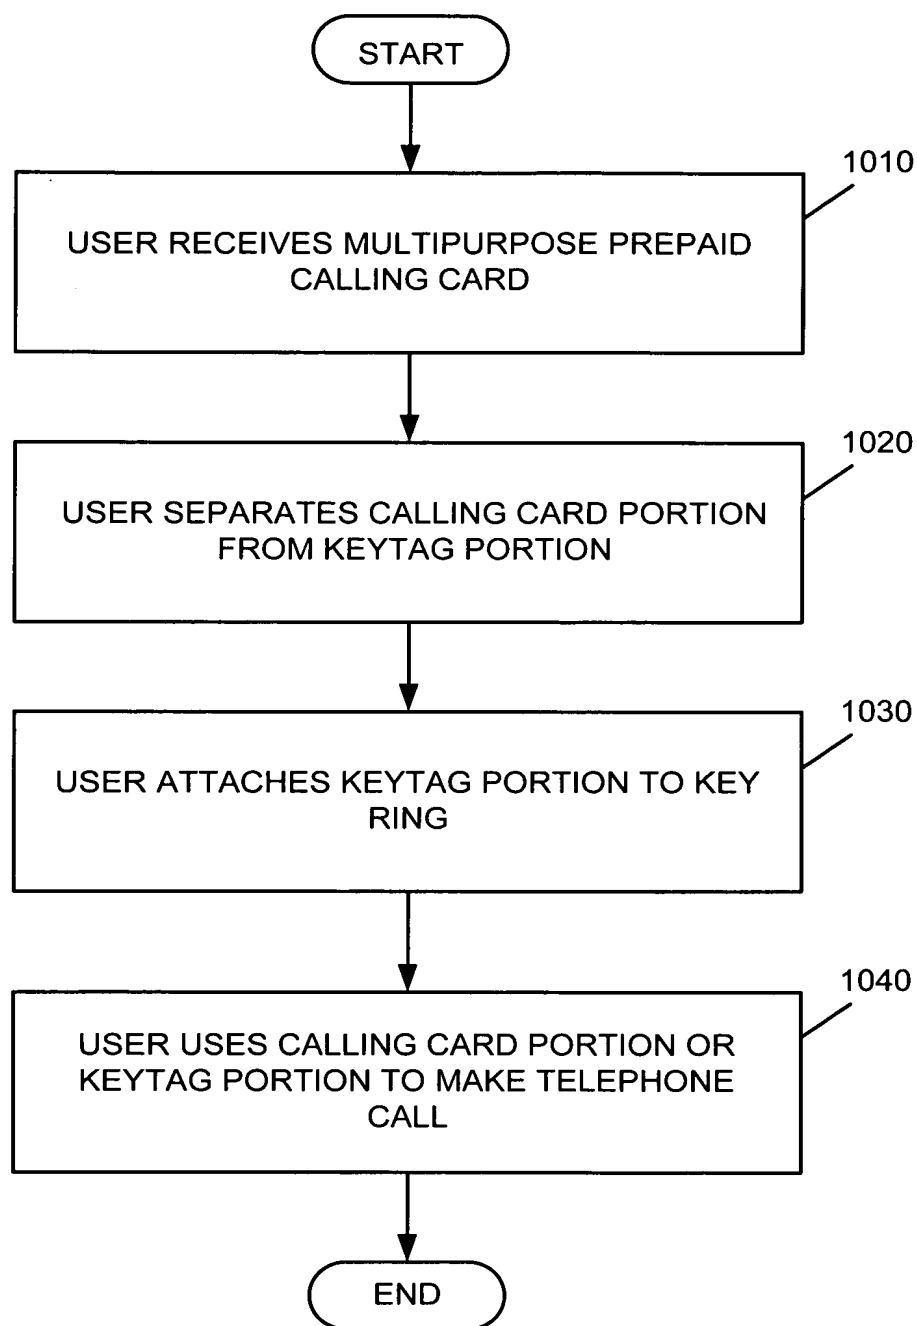 START
1010
USER RECEIVES MULTIPURPOSE PREPAID
CALLING CARD
1020
USER SEPARATES CALLING CARD PORTION
FROM KEYTAG PORTION
1030
USER ATTACHES KEYTAG PORTION TO KEY
RING
1040
USER USES CALLING CARD PORTION OR
KEYTAG PORTION TO MAKE TELEPHONE
CALL
END